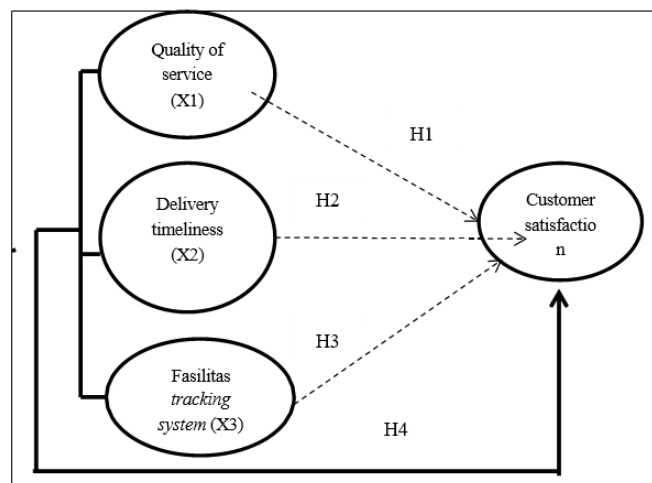 Quality of
service
(X1)
H1
Delivery
timeliness
(X2)
H2
Customer
satisfactio
n
Fasilitas
tracking
system (X3)
H3
H4